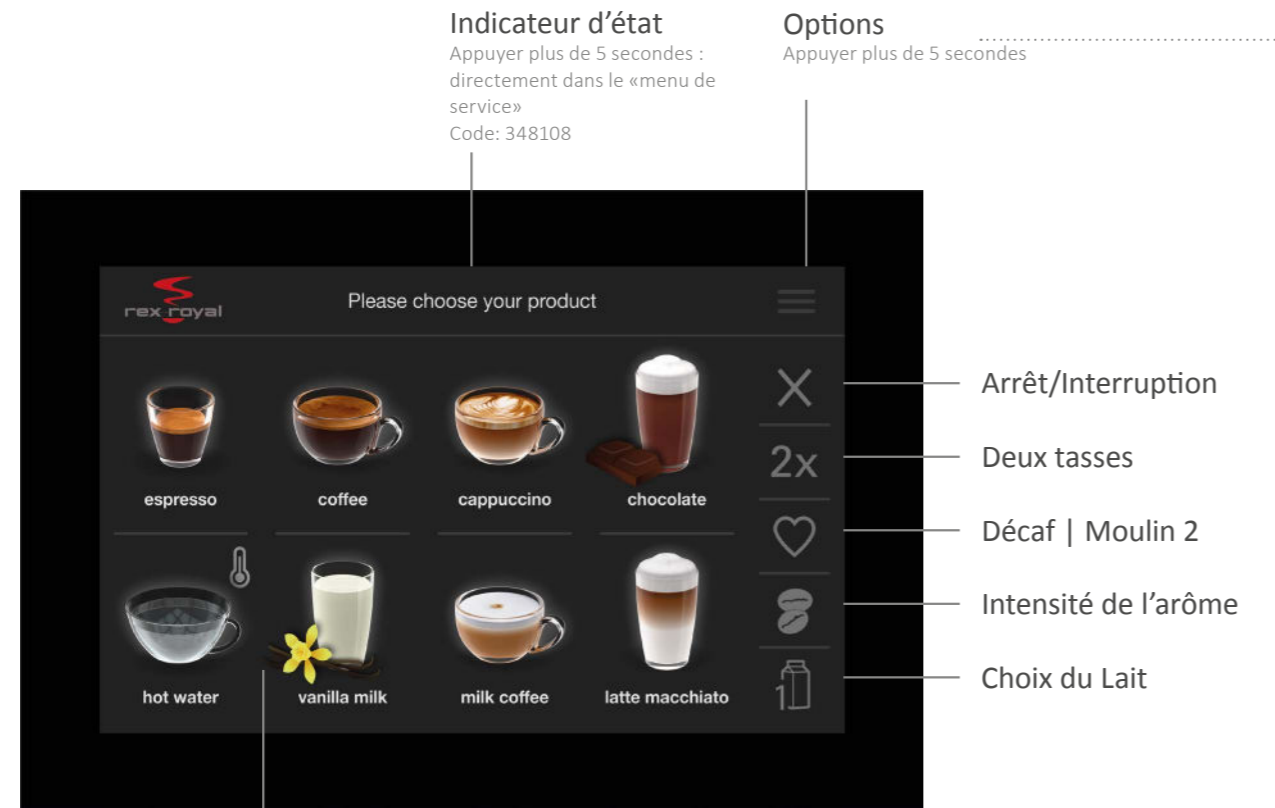 Indicateur d’état
Appuyer plus de 5 secondes :
directement dans le «menu de
service»
Code: 348108
Options
Appuyer plus de 5 secondes
rex-royal
Please choose your product
Arrêt/Interruption
2x
Deux tasses
espresso
coffee
cappuccino
chocolate
Décaf | Moulin 2
Intensité de l’arôme
1
Choix du Lait
hot water
vanilla milk
milk coffee
latte macchiato